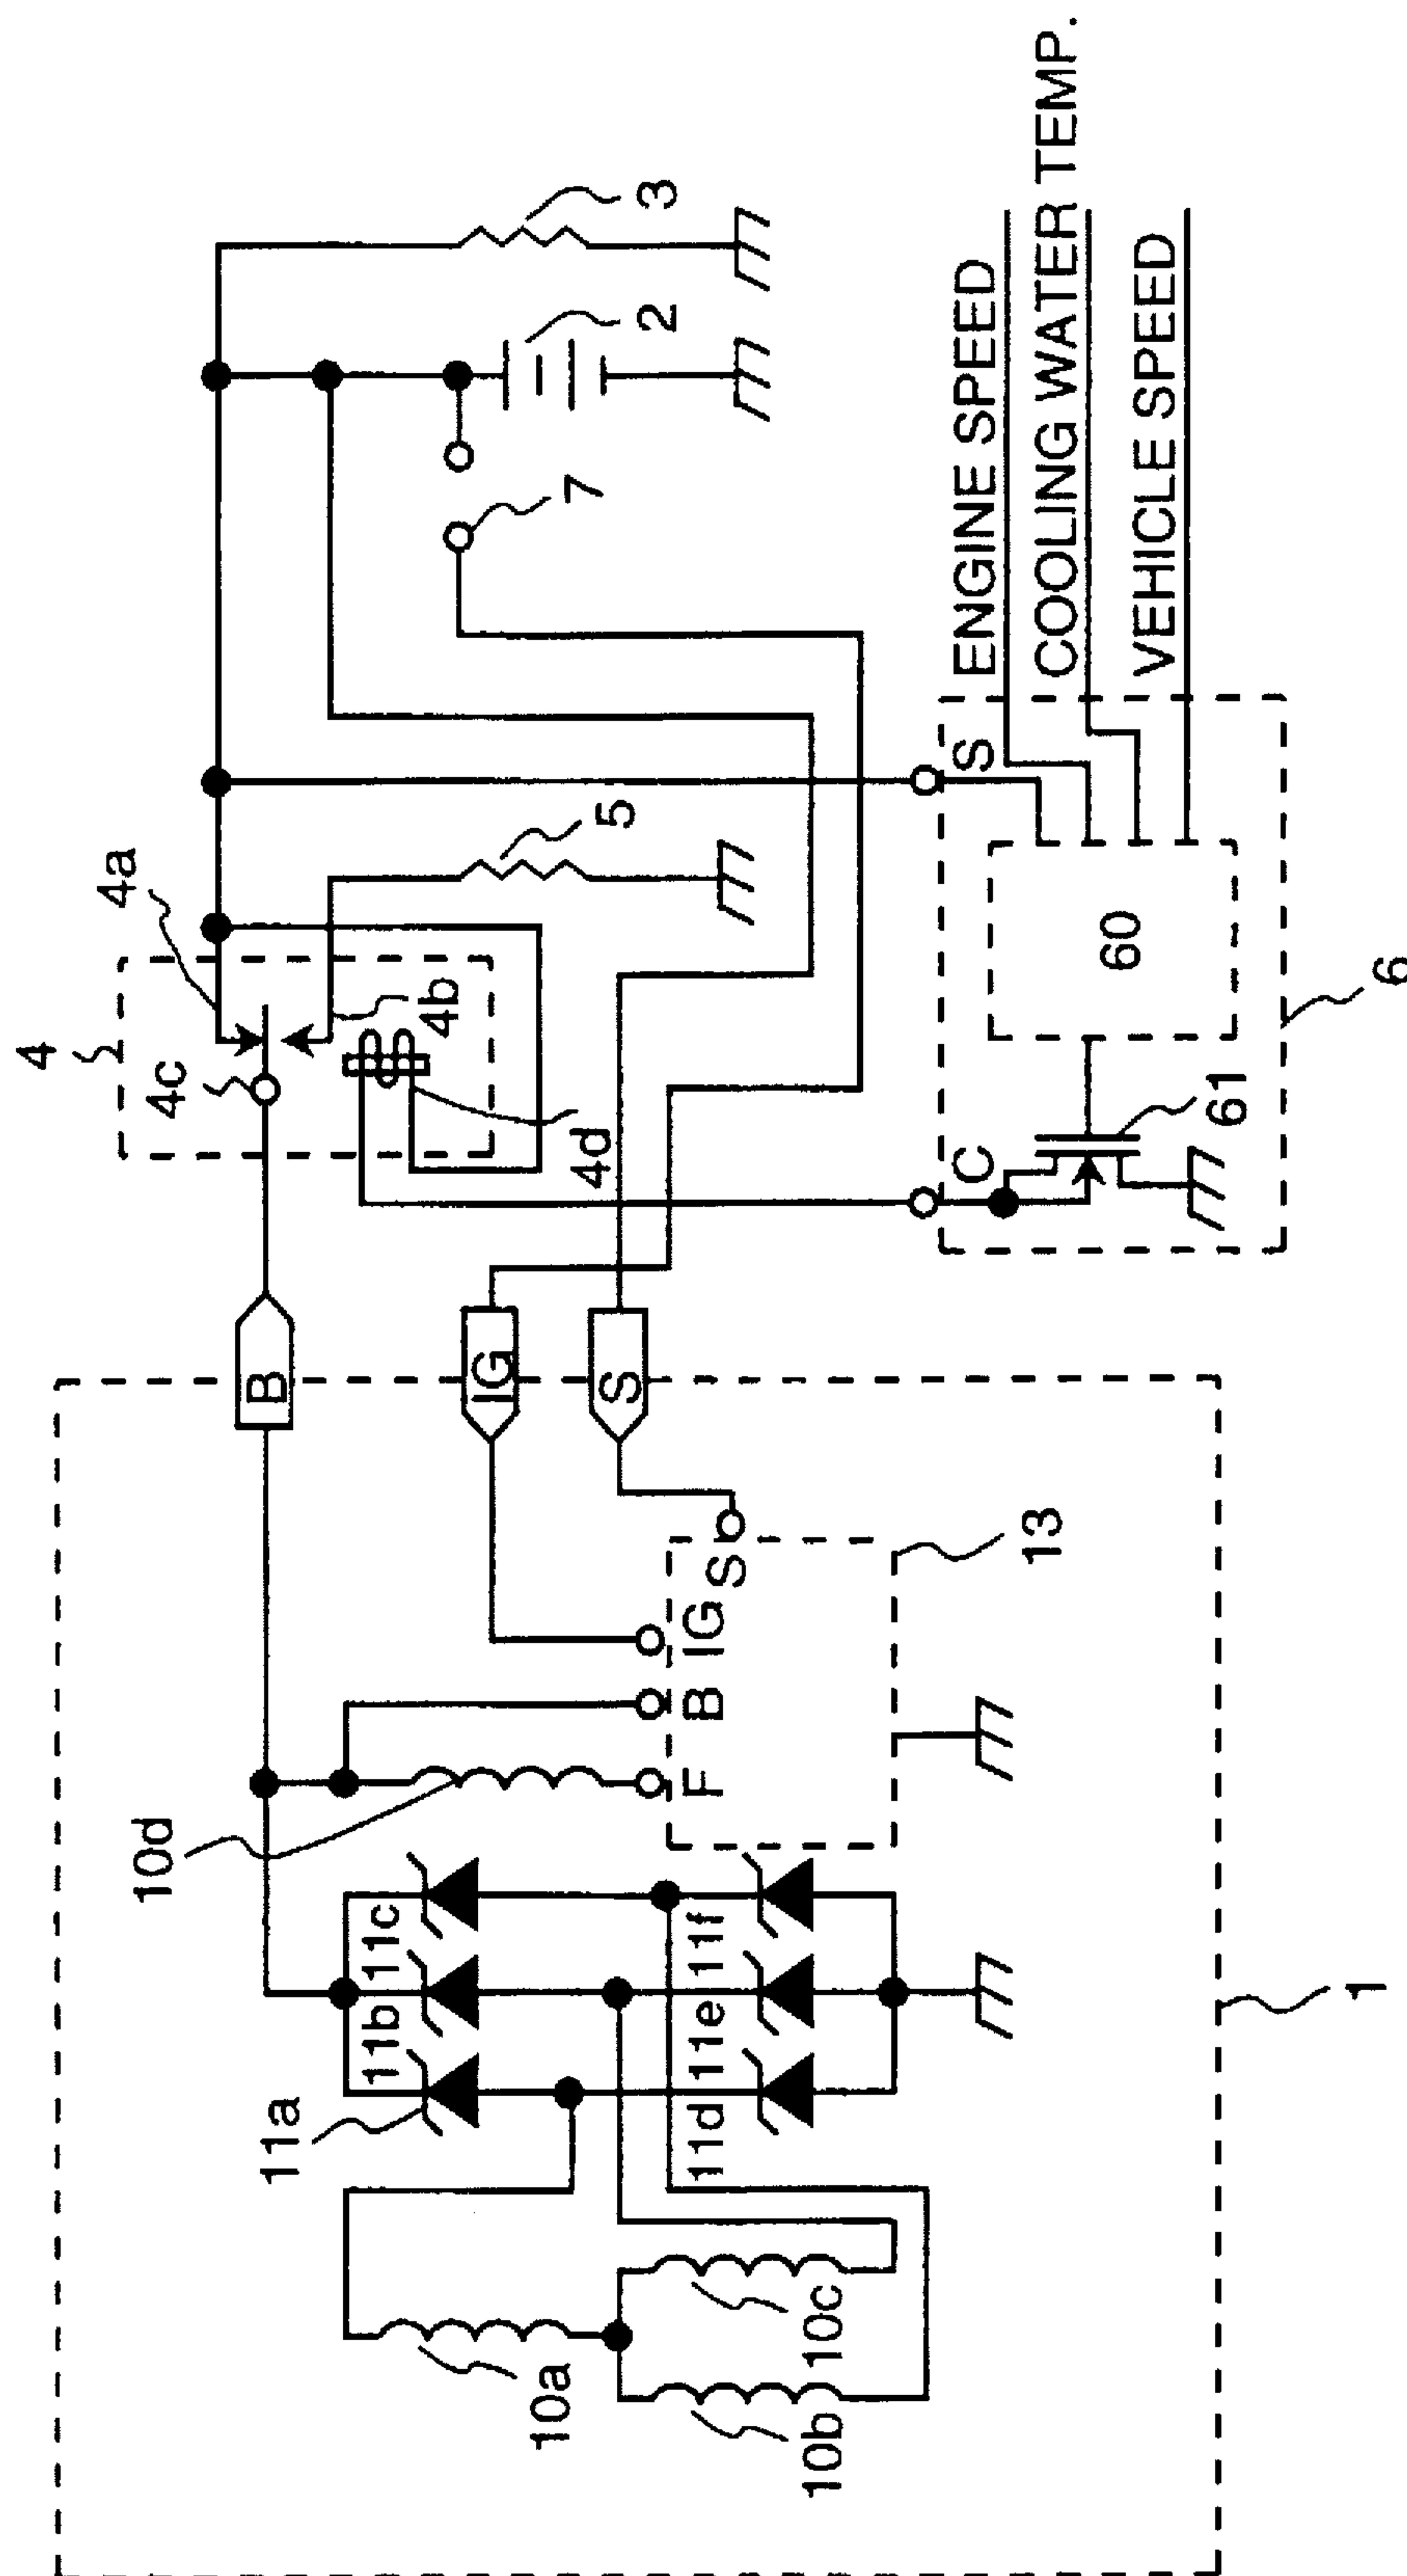 1
10a
10b
10c
10d
11a
11b
11c
11d
11e
11f
F
B
IG
S
13
B
IG
S
4
4a
4b
4c
4d
5
7
2
3
C
S
60
61
6
ENGINE SPEED
COOLING WATER TEMP.
VEHICLE SPEED